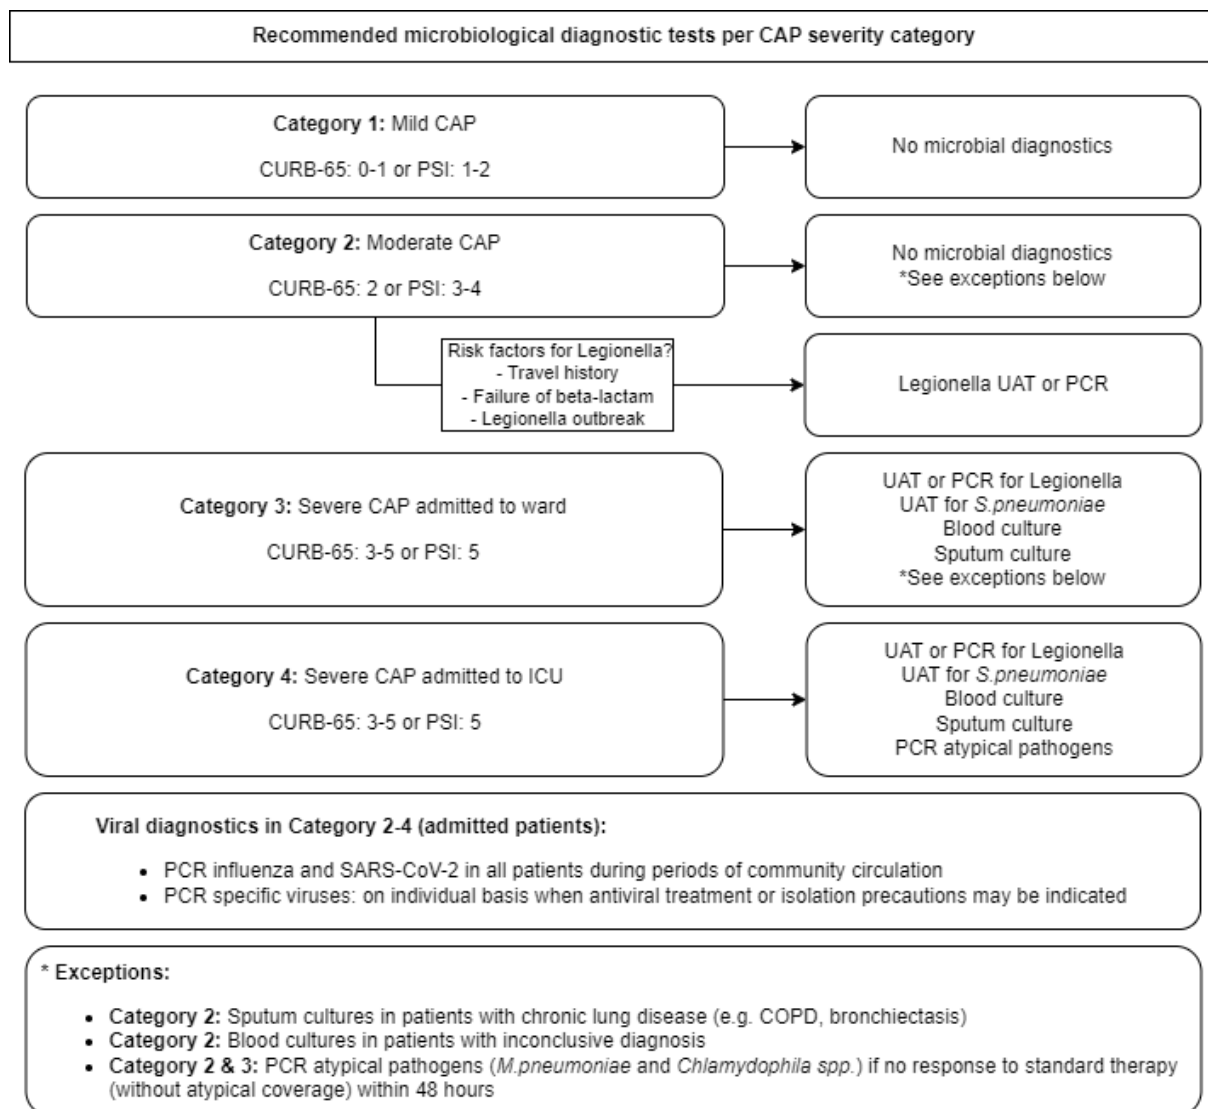 Recommended microbiological diagnostic tests per CAP severity category
Category 1: Mild CAP
CURB-65: 0-1 or PSI: 1-2
No microbial diagnostics
Category 2: Moderate CAP
CURB-65: 2 or PSI: 3-4
No microbial diagnostics
*See exceptions below
Risk factors for Legionella?
- Travel history
- Failure of beta-lactam
- Legionella outbreak
Legionella UAT or PCR
Category 3: Severe CAP admitted to ward
CURB-65: 3-5 or PSI: 5
UAT or PCR for Legionella
UAT for S.pneumoniae
Blood culture
Sputum culture
*See exceptions below
Category 4: Severe CAP admitted to ICU
CURB-65: 3-5 or PSI: 5
UAT or PCR for Legionella
UAT for S.pneumoniae
Blood culture
Sputum culture
PCR atypical pathogens
Viral diagnostics in Category 2-4 (admitted patients):
• PCR influenza and SARS-CoV-2 in all patients during periods of community circulation
• PCR specific viruses: on individual basis when antiviral treatment or isolation precautions may be indicated
* Exceptions:
• Category 2: Sputum cultures in patients with chronic lung disease (e.g. COPD, bronchiectasis)
• Category 2: Blood cultures in patients with inconclusive diagnosis
• Category 2 & 3: PCR atypical pathogens (M.pneumoniae and Chlamydophila spp.) if no response to standard therapy
(without atypical coverage) within 48 hours